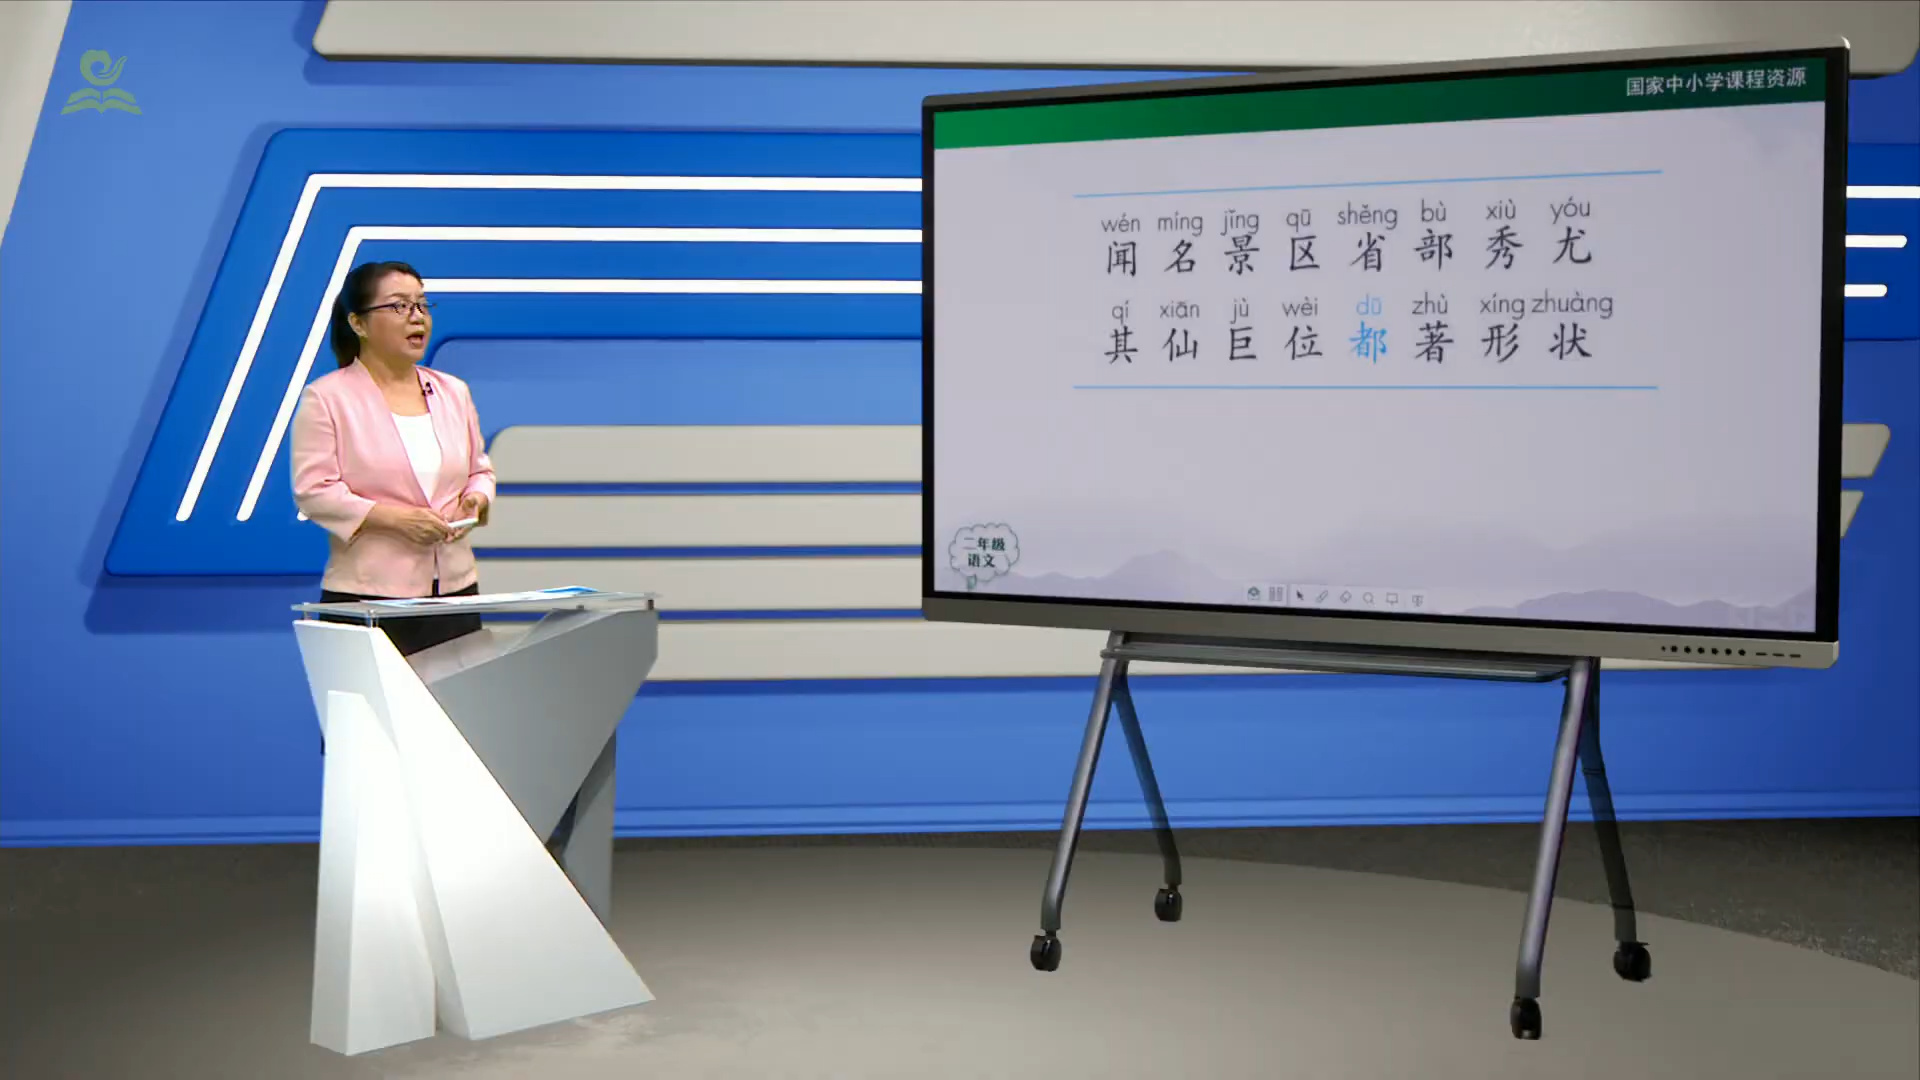 国家中小学课程资源
wén míng jǐng qū shěng bù xiù yóu
闻 名 景 区 省 部 秀 尤
qí xiān jù wèi dū zhù xíng zhuàng
其 仙 巨 位 都 著 形 状
二年级
语文